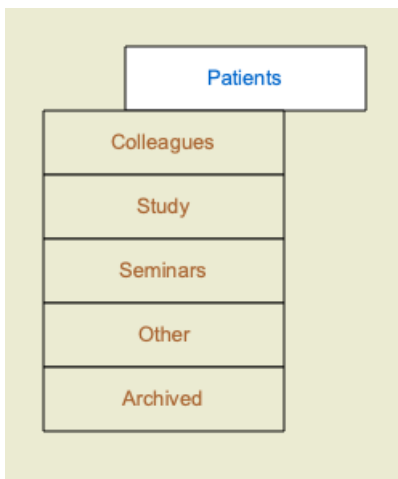 Patients
Colleagues
Study
Seminars
Other
Archived